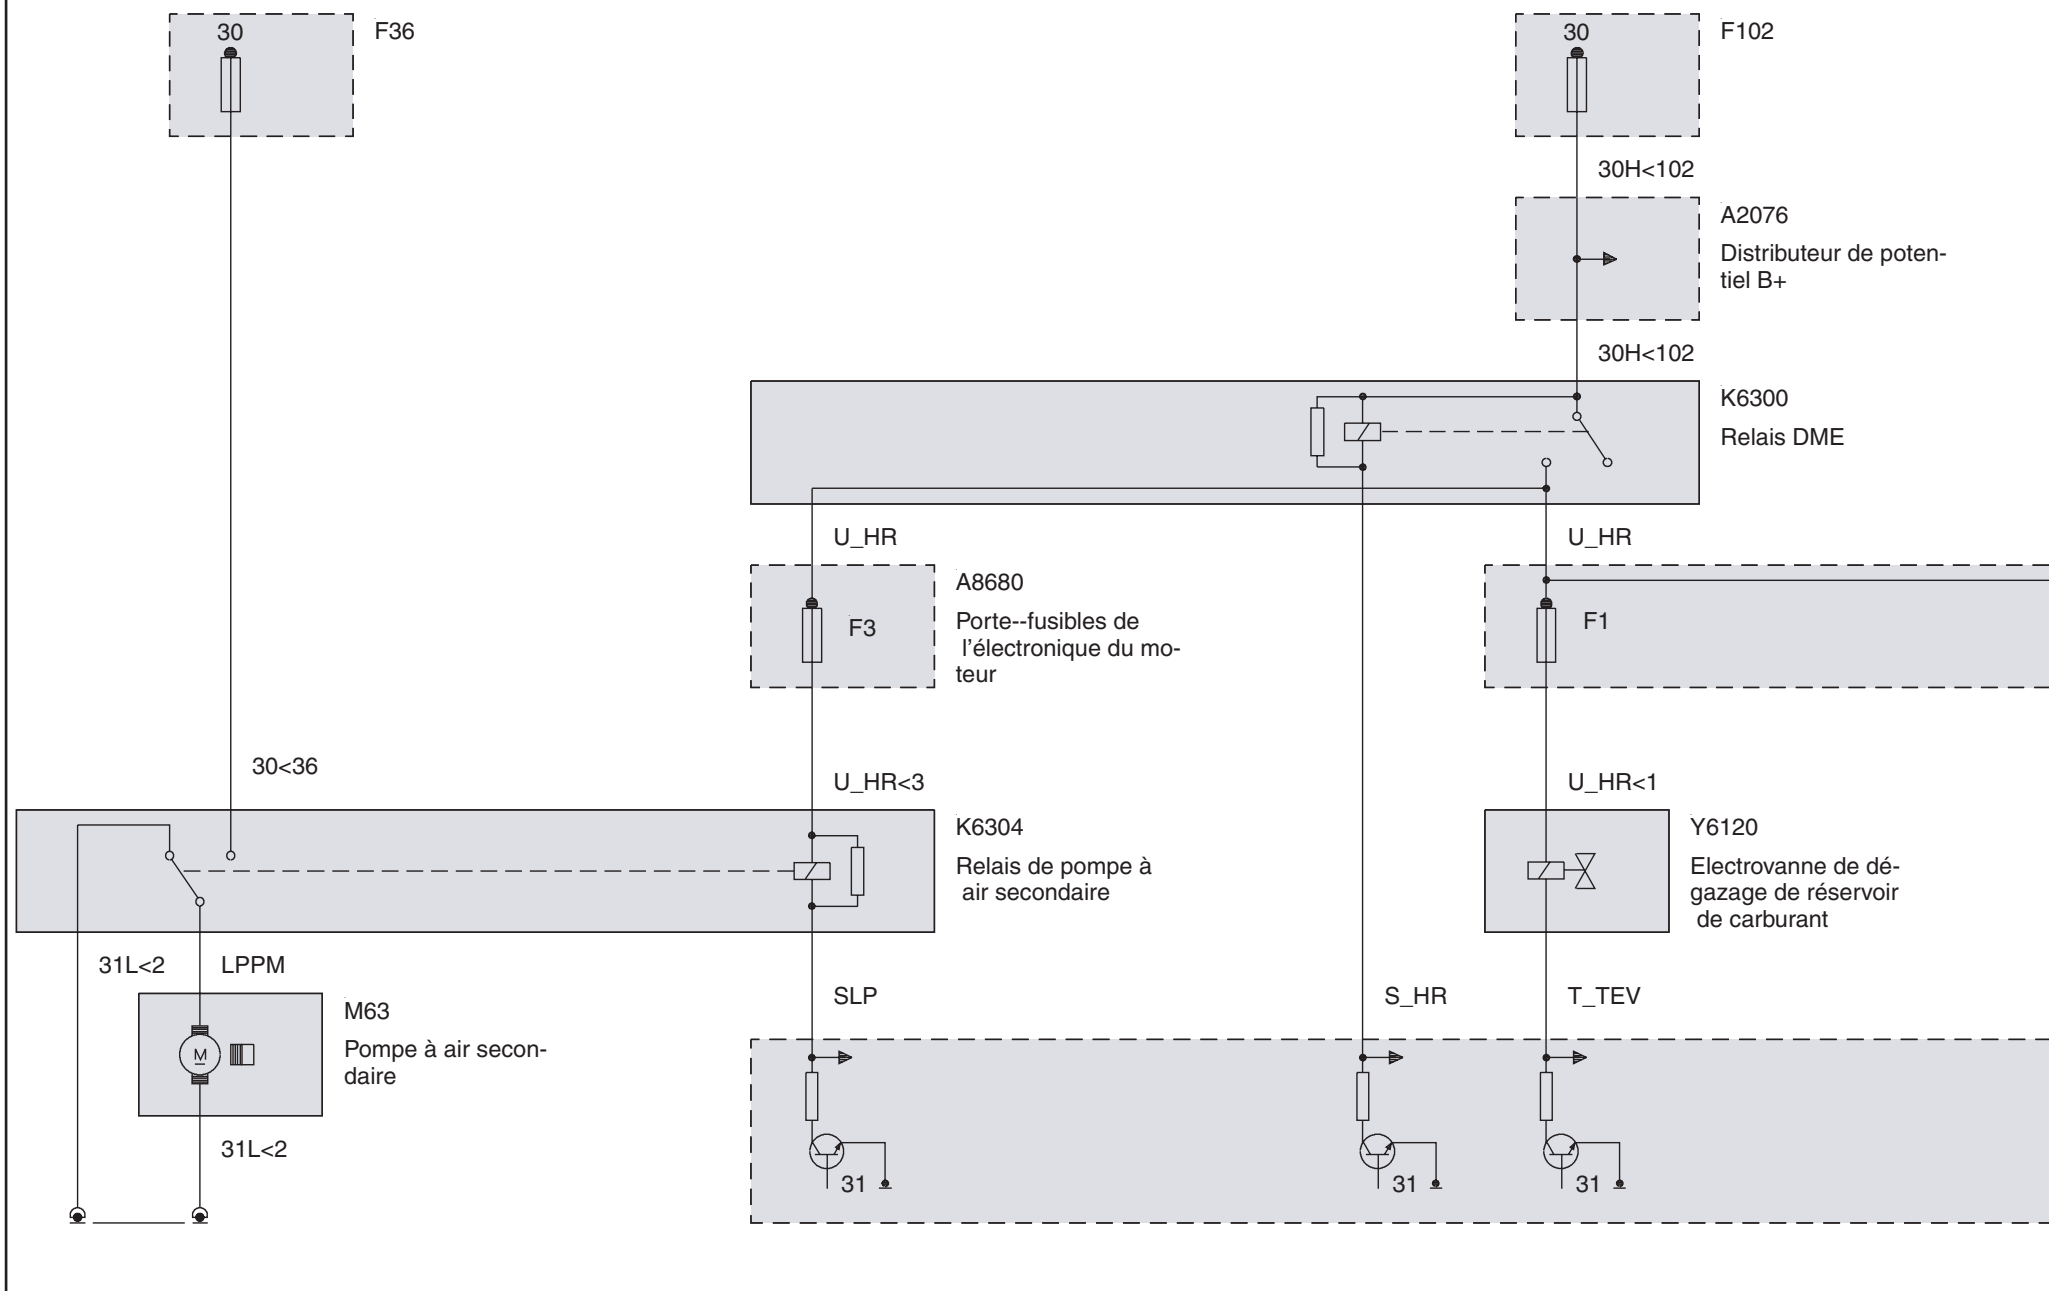 30
F36
30
F102
30H<102
A2076
Distributeur de poten-
tiel B+
30H<102
K6300
Relais DME
U_HR
U_HR
F3
A8680
Porte--fusibles de
l'électronique du mo-
teur
F1
30<36
U_HR<3
U_HR<1
K6304
Relais de pompe à
air secondaire
Y6120
Electrovanne de dé-
gazage de réservoir
de carburant
31L<2
LPPM
SLP
S_HR
T_TEV
M
M63
Pompe à air secon-
daire
31L<2
31
31
31